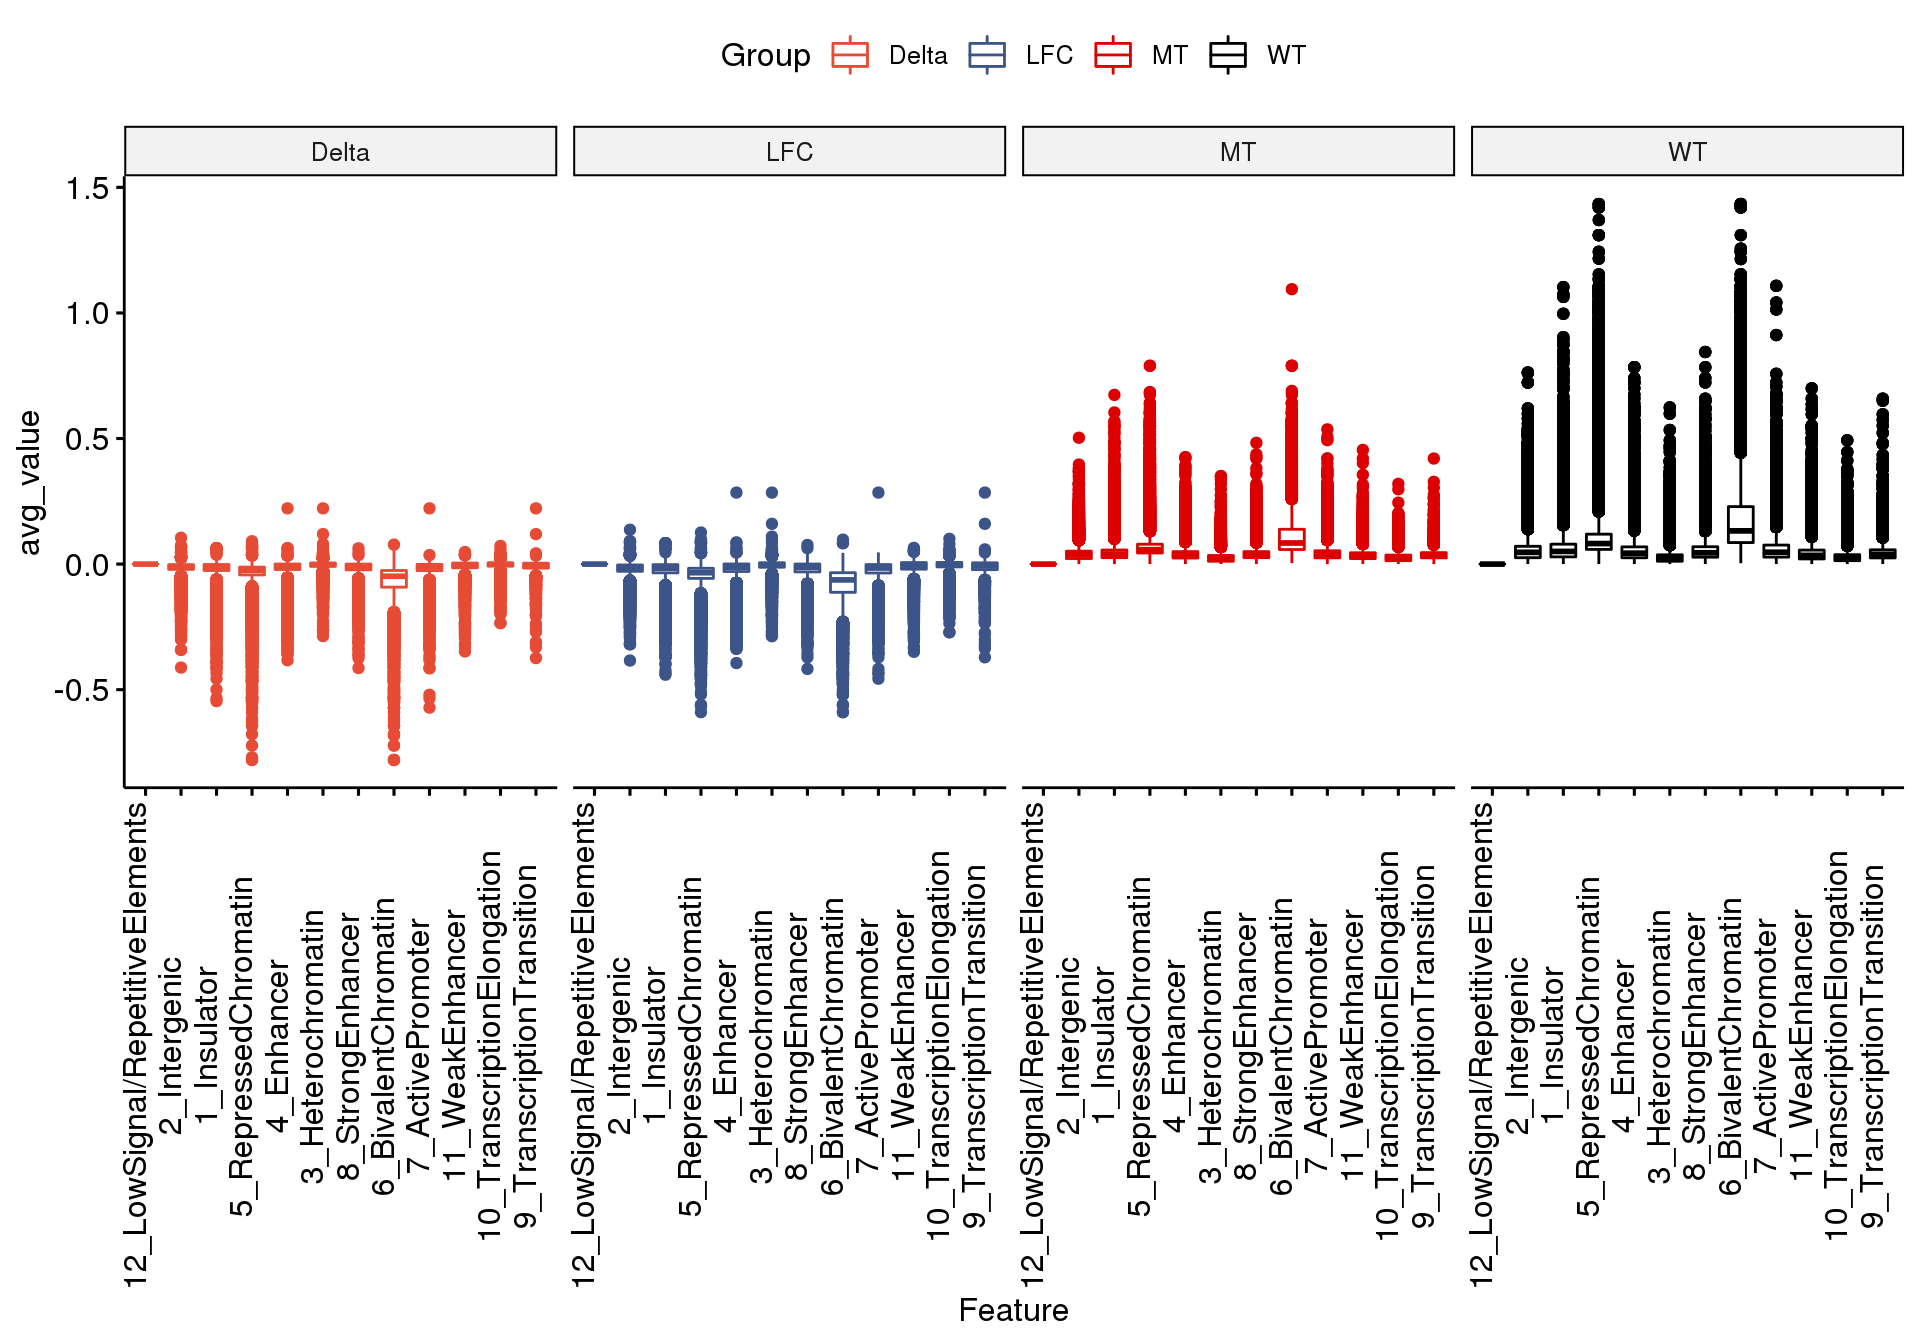 Group Delta LFC MT WT
Delta LFC MT WT
avg_value
1.5
1.0
0.5
0.0
-0.5
12_LowSignal/RepetitiveElements
2_Intergenic
1_Insulator
5_RepressedChromatin
4_Enhancer
3_Heterochromatin
8_StrongEnhancer
6_BivalentChromatin
7_ActivePromoter
11_WeakEnhancer
10_TranscriptionElongation
9_TranscriptionTransition
12_LowSignal/RepetitiveElements
2_Intergenic
1_Insulator
5_RepressedChromatin
4_Enhancer
3_Heterochromatin
8_StrongEnhancer
6_BivalentChromatin
7_ActivePromoter
11_WeakEnhancer
10_TranscriptionElongation
9_TranscriptionTransition
12_LowSignal/RepetitiveElements
2_Intergenic
1_Insulator
5_RepressedChromatin
4_Enhancer
3_Heterochromatin
8_StrongEnhancer
6_BivalentChromatin
7_ActivePromoter
11_WeakEnhancer
10_TranscriptionElongation
9_TranscriptionTransition
12_LowSignal/RepetitiveElements
2_Intergenic
1_Insulator
5_RepressedChromatin
4_Enhancer
3_Heterochromatin
8_StrongEnhancer
6_BivalentChromatin
7_ActivePromoter
11_WeakEnhancer
10_TranscriptionElongation
9_TranscriptionTransition
Feature